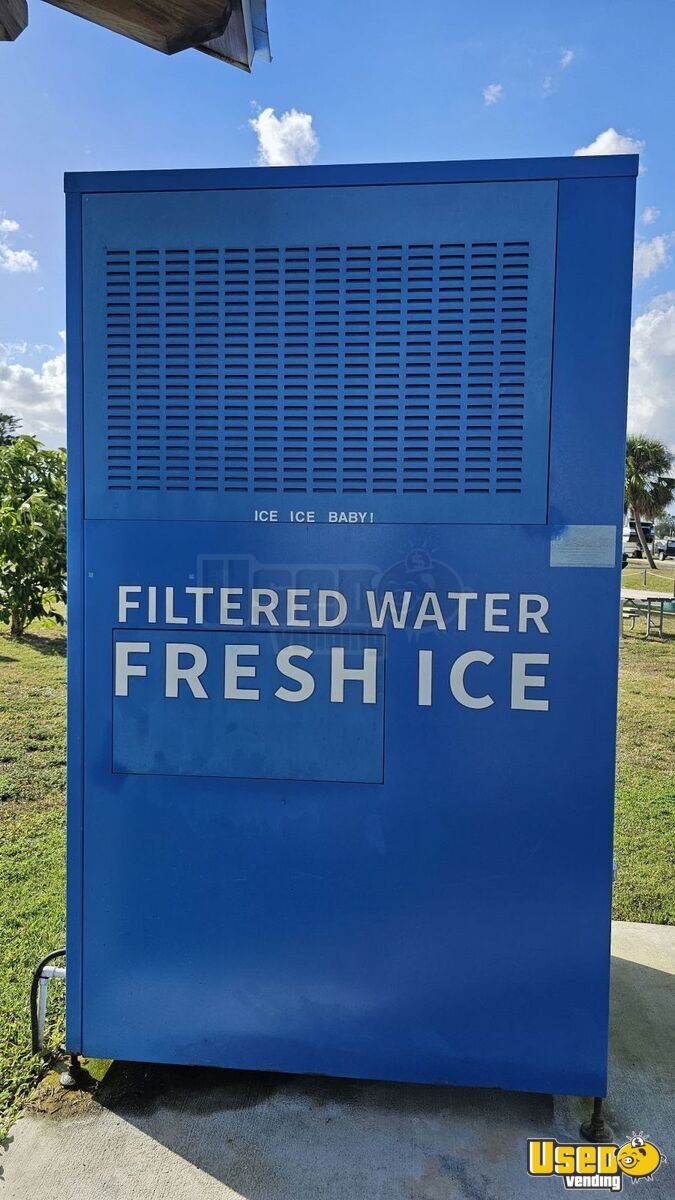 ICE ICE BABY!
FILTERED WATER
FRESH ICE
USED
vending